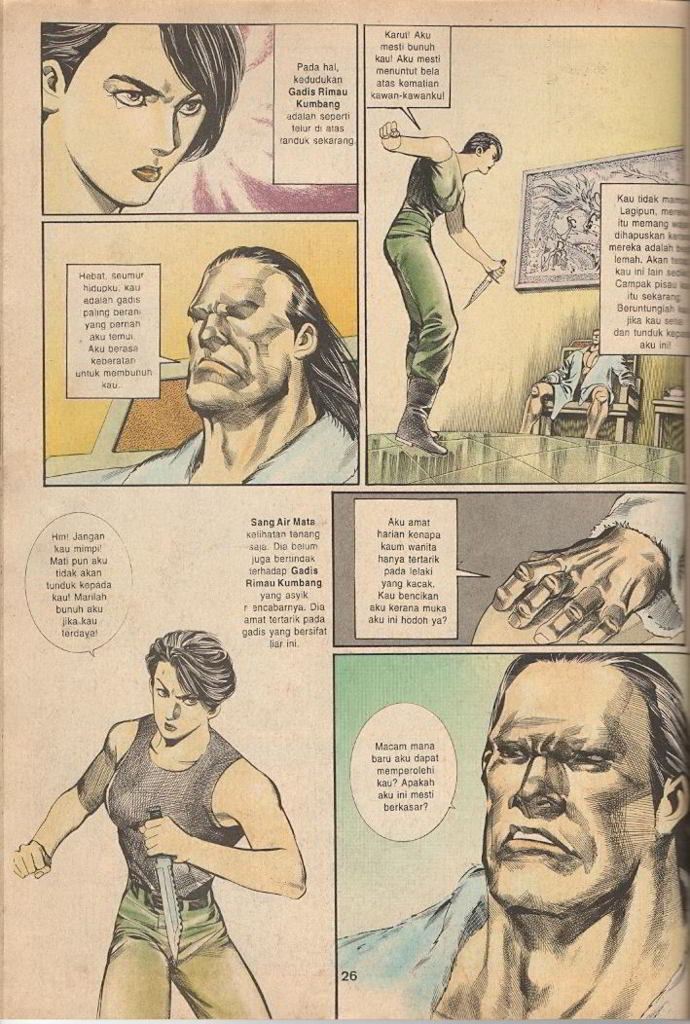 Pada hal,
kedudukan
Gadis Rimau
Kumbang
adalah seperti
telur di atas
tanduk sekarang.
Karut! Aku
mesti bunuh
kau! Aku mesti
menuntut bela
atas kematian
kawan-kawanku!
Kau tidak
Lagipun,
itu memang
dihapuskan
mereka adalah
lemah. Akan
kau ini lain
Campak pisau
itu sekarang.
Beruntunglah
jika kau
dan tunduk
aku ini!
Hebat, seumur
hidupku, kau
adalah gadis
paling berani
yang pernah
aku temui.
Aku berasa
keberatan
untuk membunuh
kau..
Hm! Jangan
kau mimpi!
Mati pun aku
tidak akan
tunduk kepada
kau! Marilah
bunuh aku
jika kau
terdaya!
Sang Air Mata
kelihatan tenang
saja. Dia belum
juga bertindak
terhadap Gadis
Rimau Kumbang
yang asyik
mencabarnya. Dia
amat tertarik pada
gadis yang bersifat
liar ini.
Aku amat
harian kenapa
kaum wanita
hanya tertarik
pada lelaki
yang kacak.
Kau bencikan
aku kerana muka
aku ini hodoh ya?
Macam mana
baru aku dapat
memperolehi
kau? Apakah
aku ini mesti
berkasar?
26